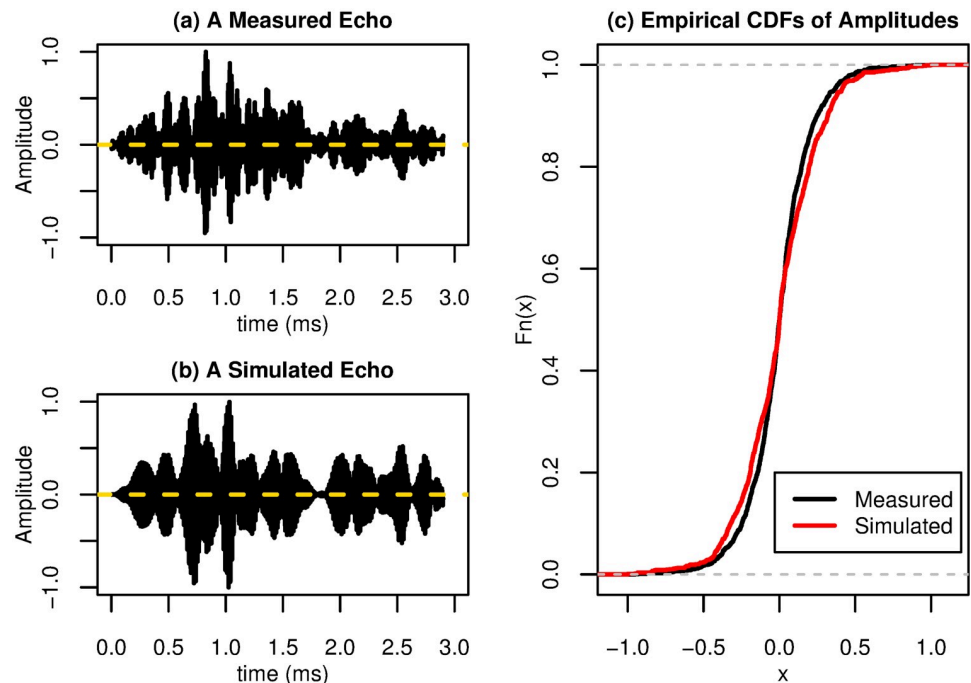 (a) A Measured Echo
Amplitude
1.0
0.0
−1.0
0.0 0.5 1.0 1.5 2.0 2.5 3.0
time (ms)
(b) A Simulated Echo
Amplitude
1.0
0.0
−1.0
0.0 0.5 1.0 1.5 2.0 2.5 3.0
time (ms)
(c) Empirical CDFs of Amplitudes
Fn(x)
1.0
0.8
0.6
0.4
0.2
0.0
Measured
Simulated
−1.0 −0.5 0.0 0.5 1.0
x